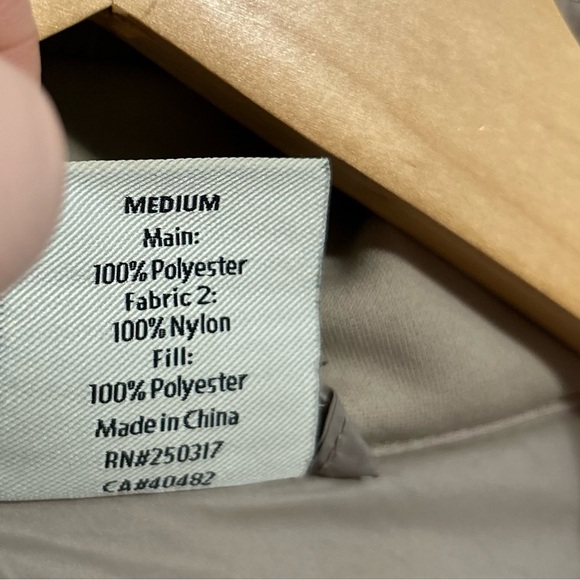 MEDIUM
Main:
100% Polyester
Fabric 2:
100% Nylon
Fill:
100% Polyester
Made in China
RN#250317
CA#40482